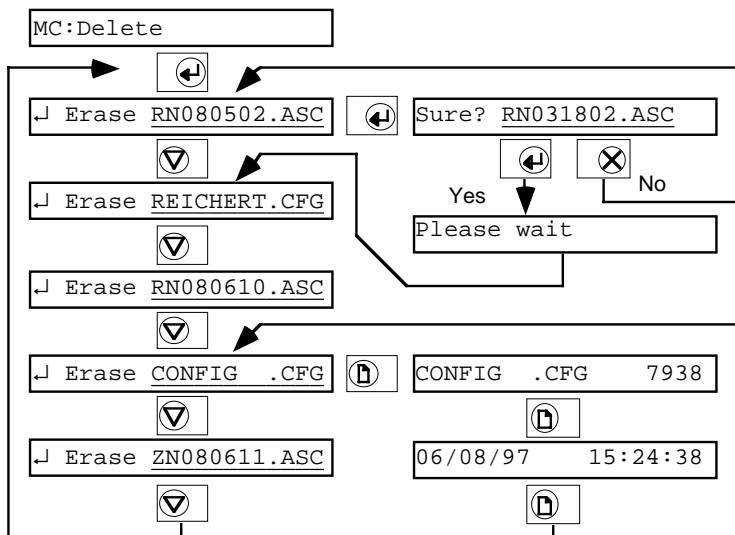 MC:Delete
↵ Erase RN080502.ASC
Sure? RN031802.ASC
Yes
No
↵ Erase REICHERT.CFG
Please wait
↵ Erase RN080610.ASC
↵ Erase CONFIG .CFG
CONFIG .CFG 7938
↵ Erase ZN080611.ASC
06/08/97 15:24:38